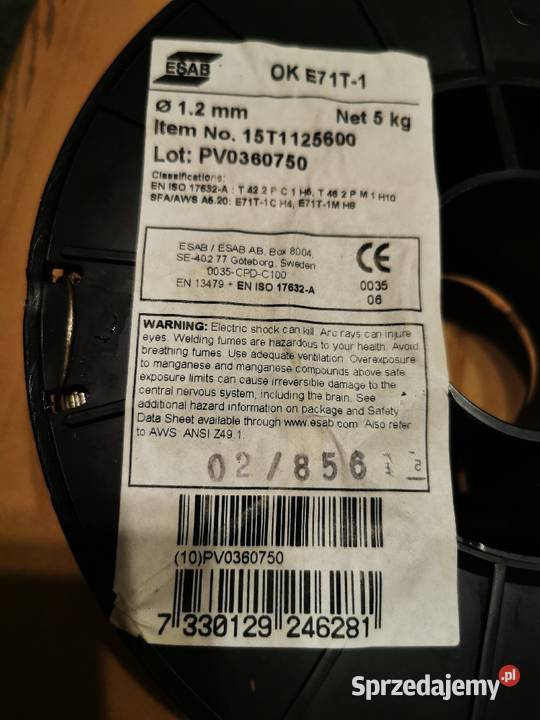 ESAB
OK E71T-1
Ø 1.2 mm Net 5 kg
Item No. 15T1125600
Lot: PV0360750
Classifications:
EN ISO 17632-A : T 42 2 P C 1 H5, T 46 2 P M 1 H10
SFA/AWS A5.20: E71T-1C H4, E71T-1M H8
ESAB / ESAB AB, Box 8004,
SE-402 77 Göteborg, Sweden
0035-CPD-C100
EN 13479 + EN ISO 17632-A
CE
0035
06
WARNING: Electric shock can kill. Arc rays can injure
eyes. Welding fumes are hazardous to your health. Avoid
breathing fumes. Use adequate ventilation. Overexposure
to manganese and manganese compounds above safe
exposure limits can cause irreversible damage to the
central nervous system, including the brain. See
additional hazard information on package and Safety
Data Sheet available through www.esab.com. Also refer
to AWS ANSI Z49.1.
02/856
(10)PV0360750
7 330129 246281
Sprzedajemy.pl